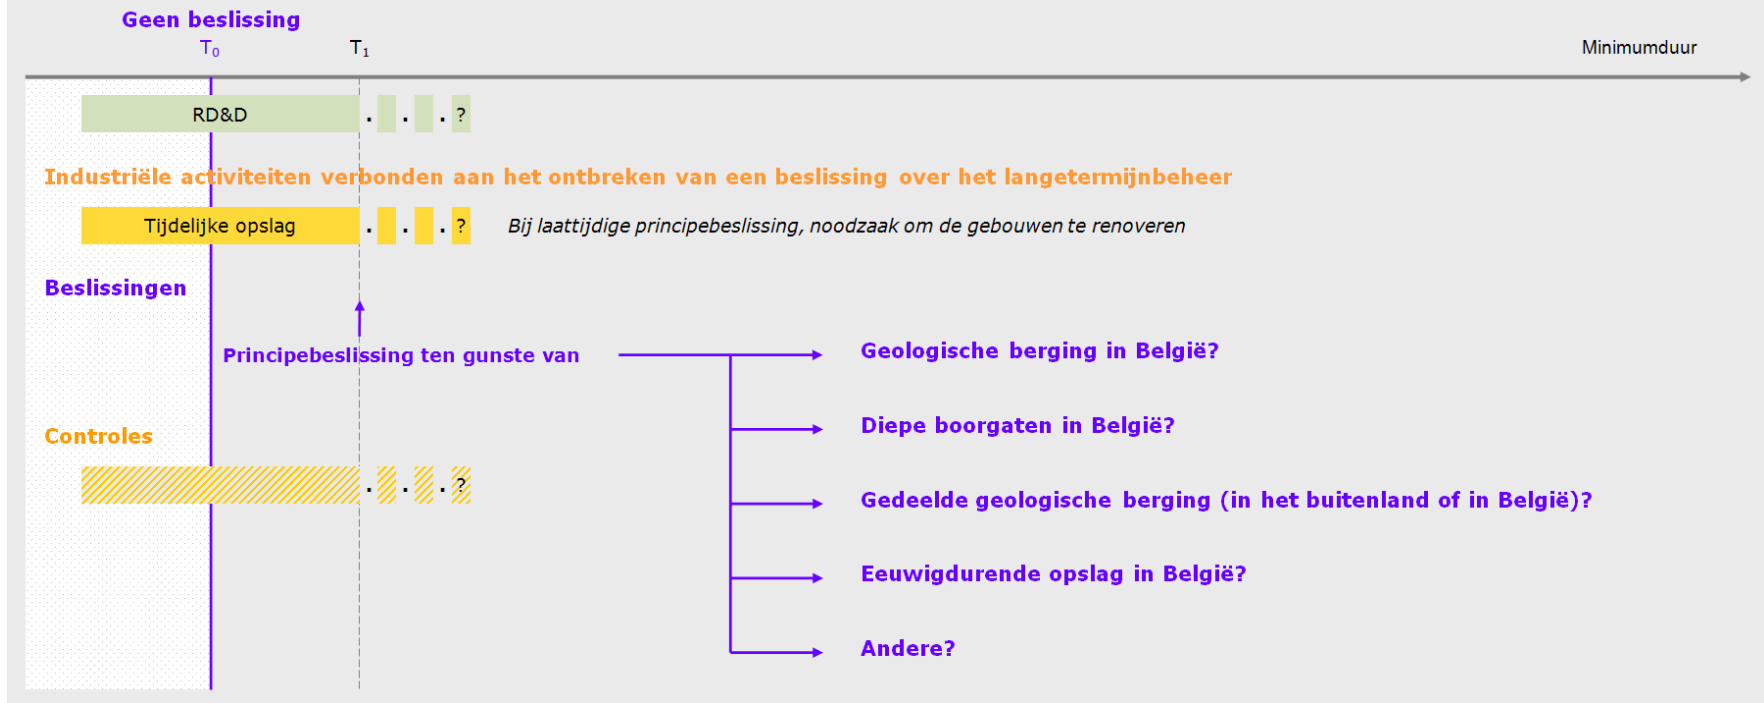 Geen beslissing
T0 T1 Minimumduur
RD&D . . . ?
Industriële activiteiten verbonden aan het ontbreken van een beslissing over het langetermijnbeheer
Tijdelijke opslag . . . ? Bij laattijdige principebeslissing, noodzaak om de gebouwen te renoveren
Beslissingen
Principebeslissing ten gunste van
Geologische berging in België?
Diepe boorgaten in België?
Controles
. . . ?
Gedeelde geologische berging (in het buitenland of in België)?
Eeuwigdurende opslag in België?
Andere?